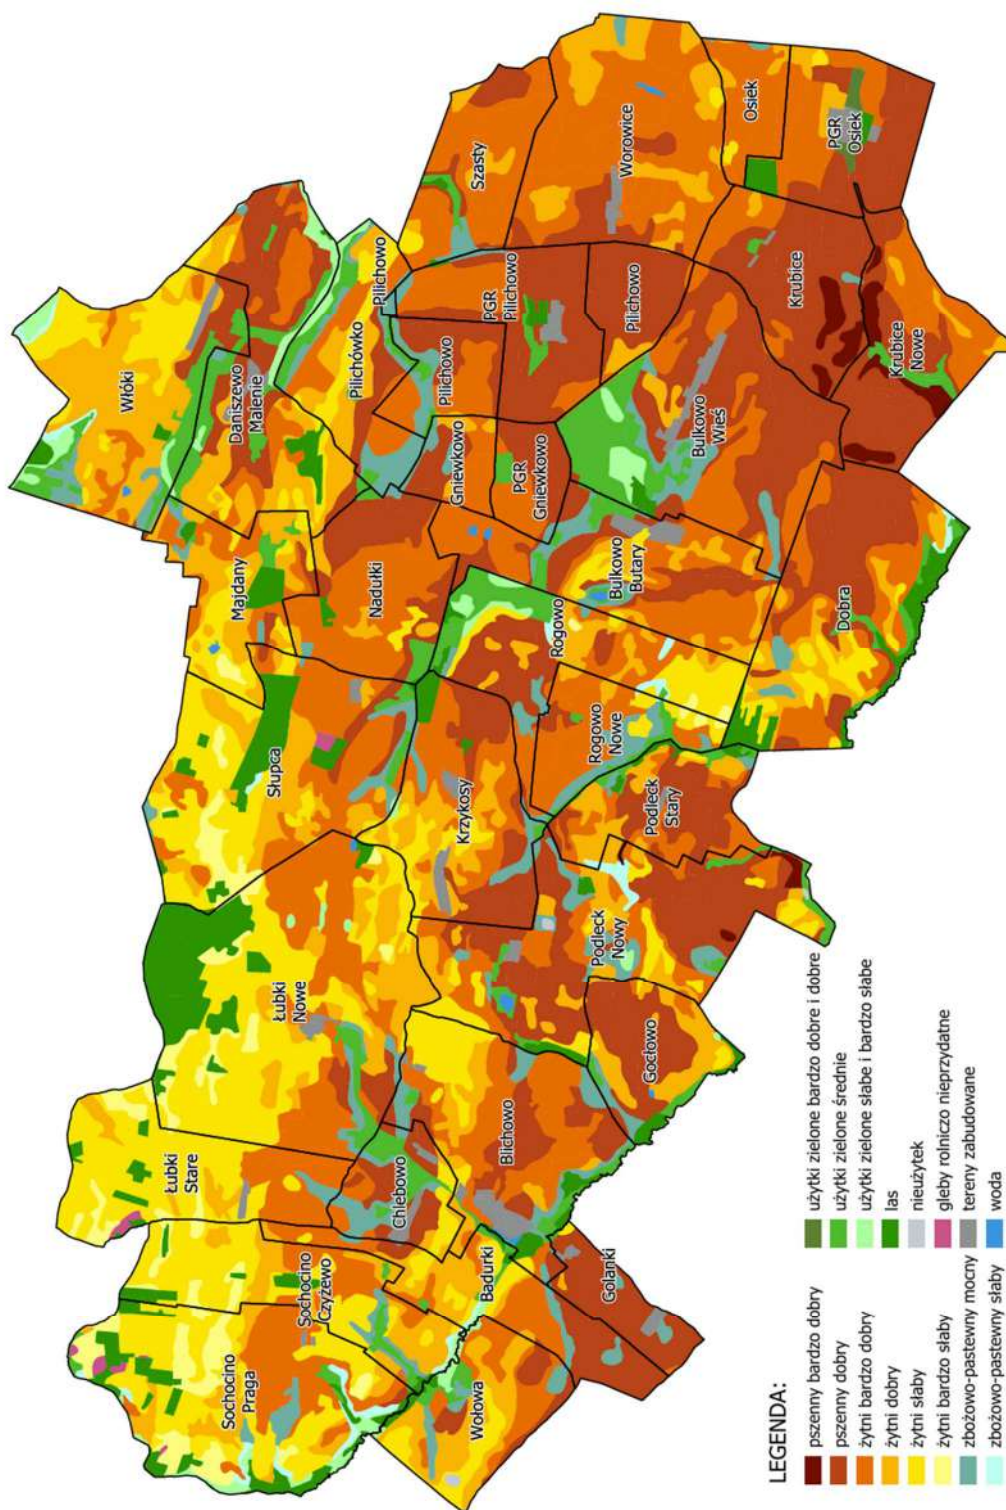 Włóki
Łubki
Stare
Sochocino
Praga
Majdany
Daniszewo
Malenie
Słupca
Łubki
Nowe
Sochocino
Czyżewo
Pilichówko
Nadułki
Pilichowo
Chlebowo
Pilichowo
Gniewkowo
Krzykosy
Wołowa
Szasty
Badurki
PGR
Pilichowo
Blichowo
PGR
Gniewkowo
Rogowo
Rogowo
Nowe
Podleck
Nowy
Golanki
Bulkowo
Butary
Worowice
Pilichowo
Gocłowo
Podleck
Stary
Bulkowo
Wieś
Osiek
Krubice
PGR
Osiek
Dobra
Krubice
Nowe
LEGENDA:
pszenny bardzo dobry
pszenny dobry
żytni bardzo dobry
żytni dobry
żytni słaby
żytni bardzo słaby
zbożowo-pastewny mocny
zbożowo-pastewny słaby
użytki zielone bardzo dobre i dobre
użytki zielone średnie
użytki zielone słabe i bardzo słabe
las
nieużytek
gleby rolniczo nieprzydatne
tereny zabudowane
woda